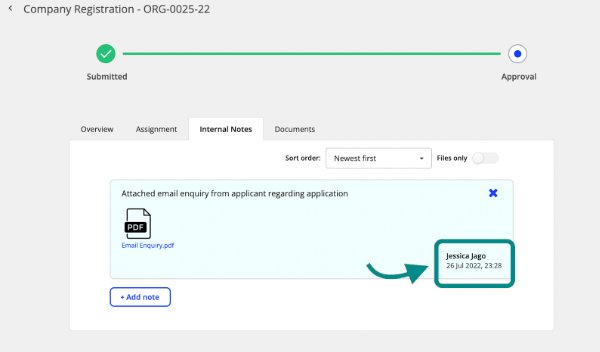 Company Registration - ORG-0025-22
Submitted
Approval
Overview Assignment Internal Notes Documents
Sort order: Newest first Files only
Attached email enquiry from applicant regarding application
PDF
Email Enquiry.pdf
Jessica Jago
26 Jul 2022, 23:28
+ Add note